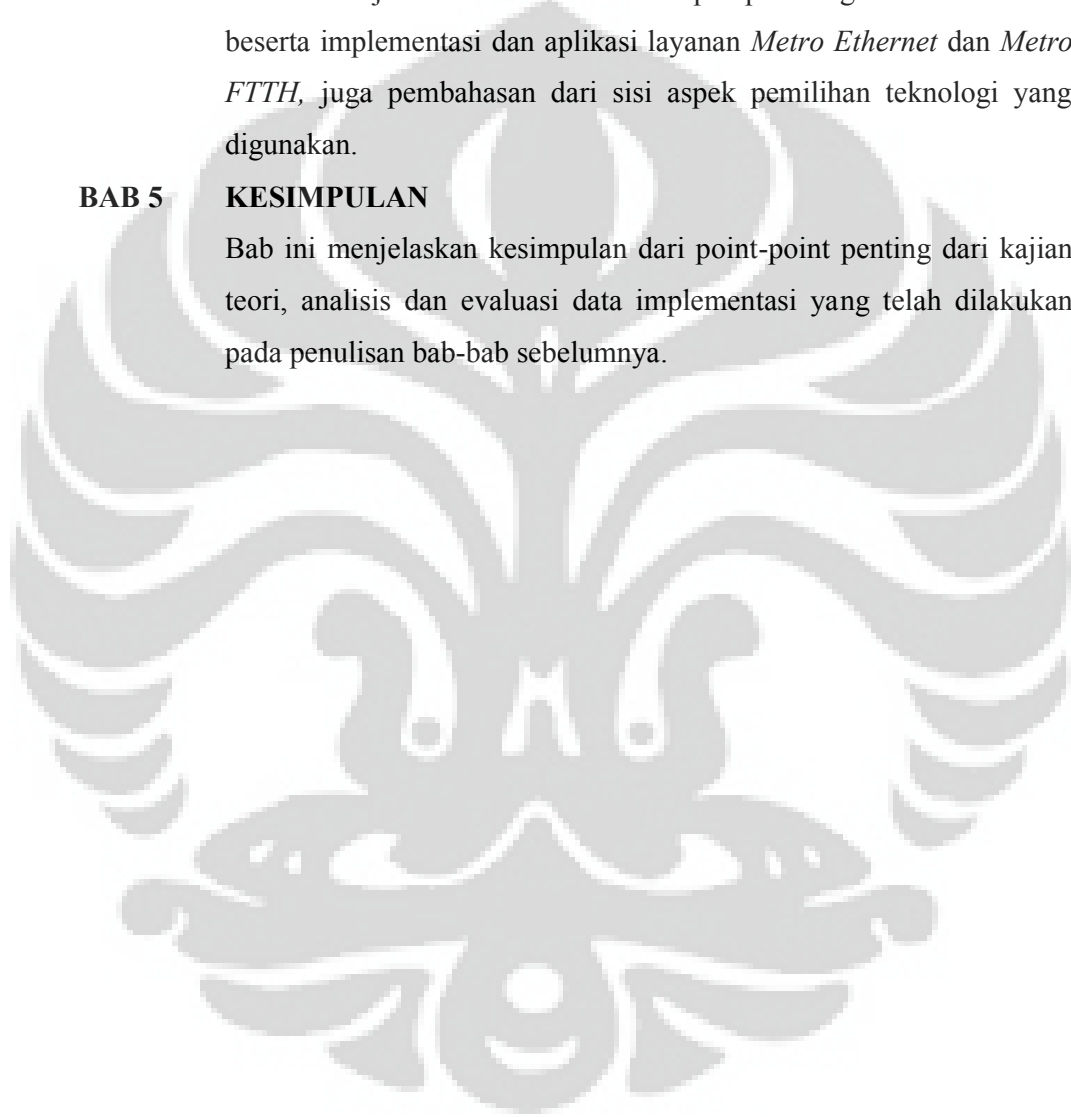 beserta implementasi dan aplikasi layanan Metro Ethernet dan Metro
FTTH, juga pembahasan dari sisi aspek pemilihan teknologi yang
digunakan.
BAB 5 KESIMPULAN
Bab ini menjelaskan kesimpulan dari point-point penting dari kajian
teori, analisis dan evaluasi data implementasi yang telah dilakukan
pada penulisan bab-bab sebelumnya.